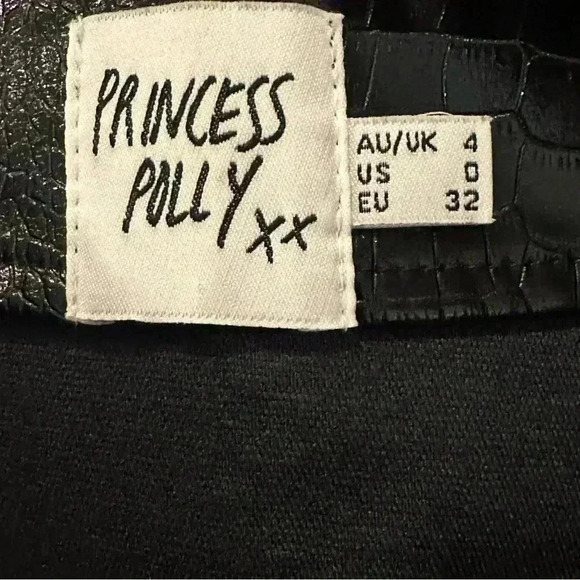 PRINCESS
POLLY
XX
AU/UK 4
US 0
EU 32